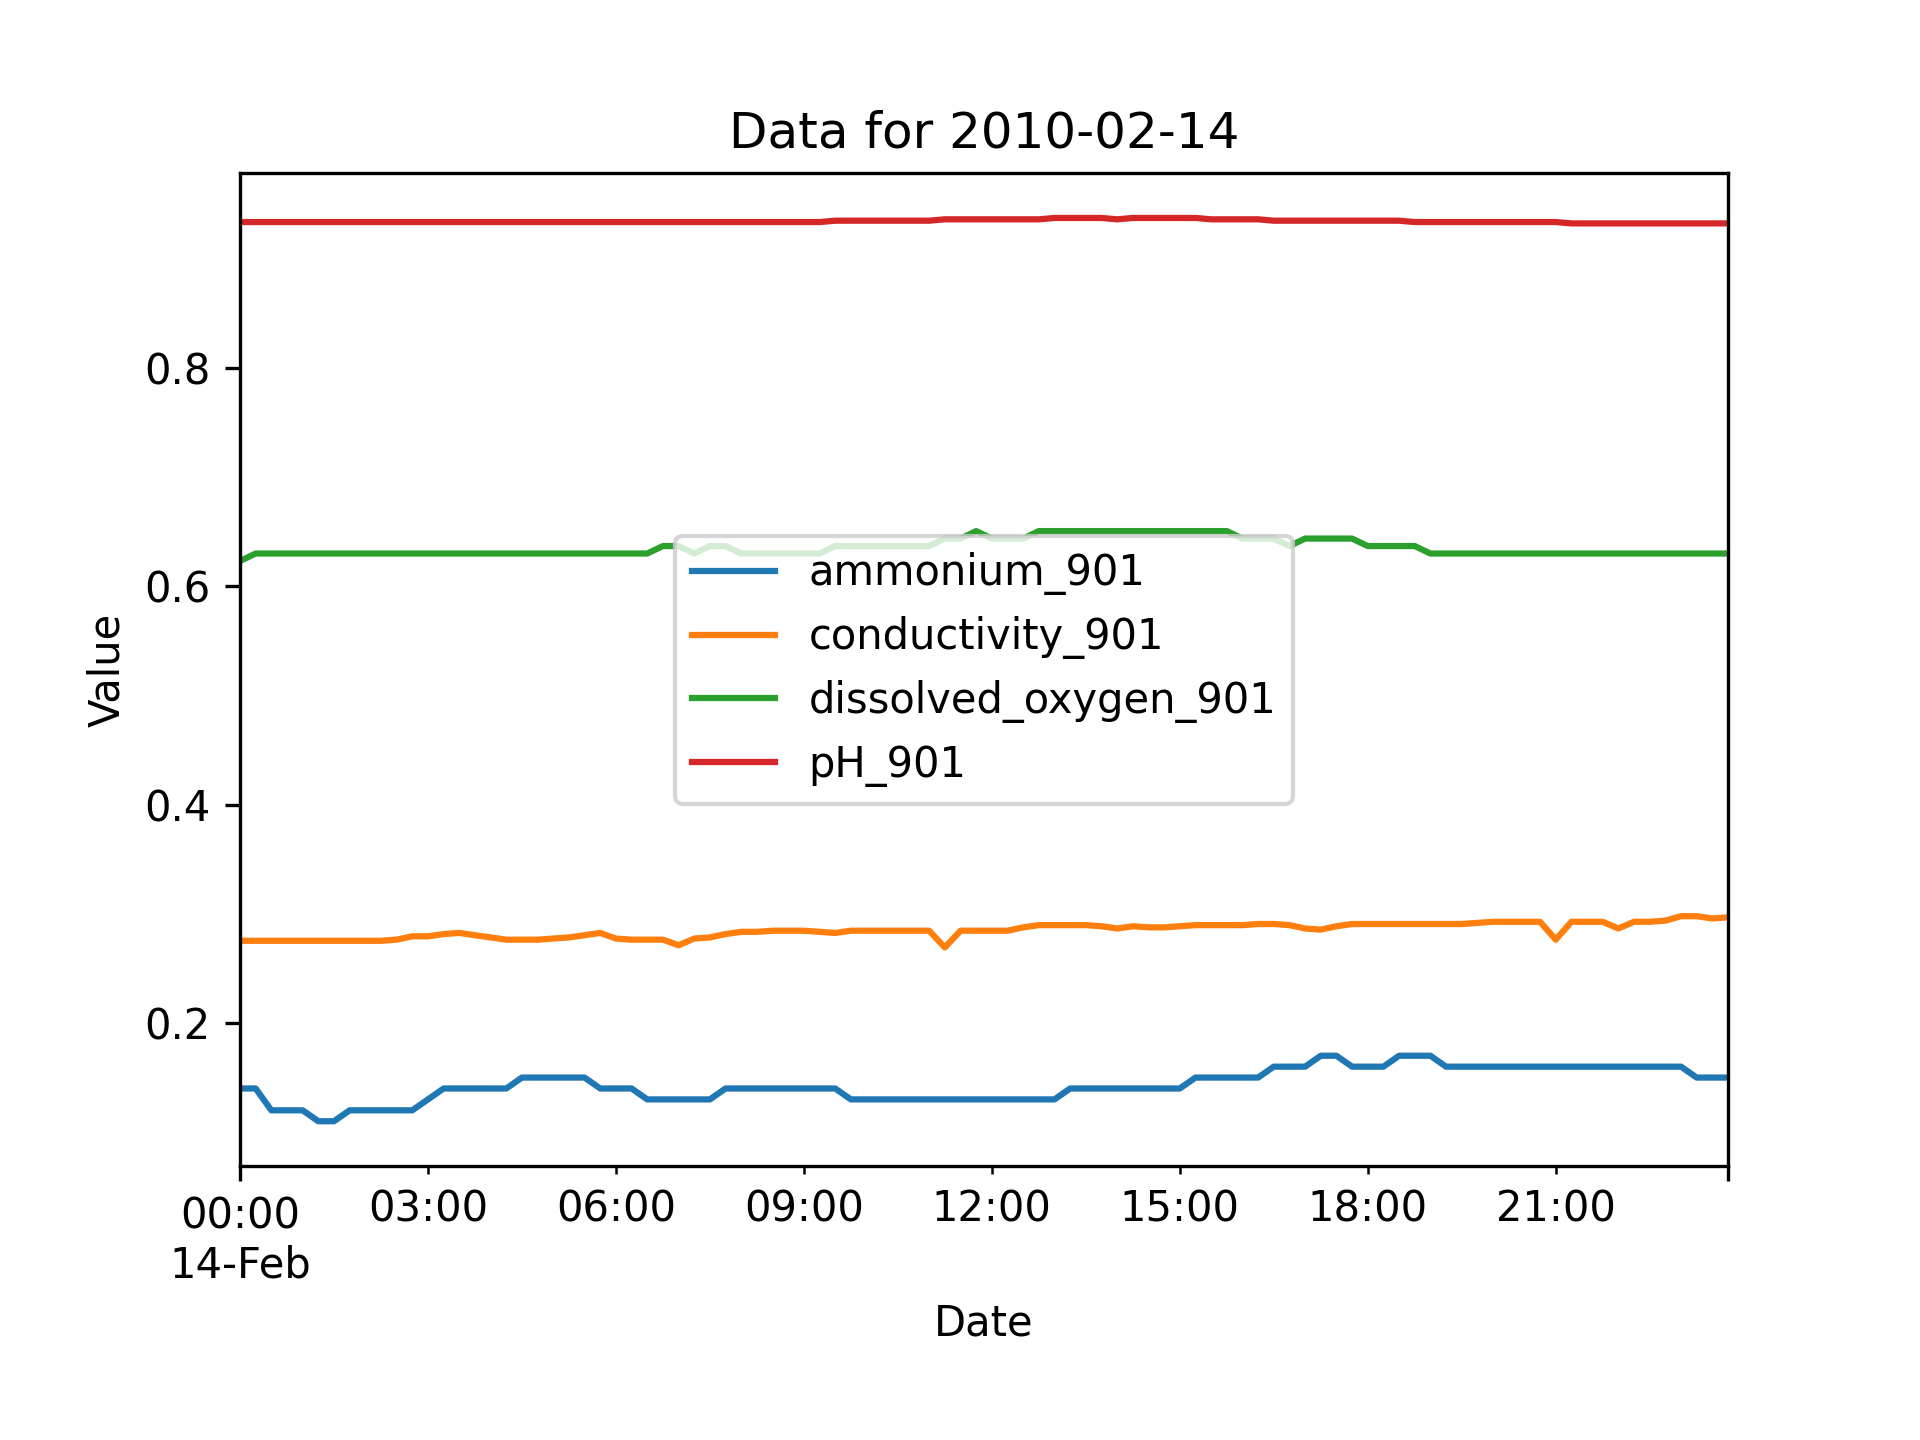 Data for 2010-02-14
Value
0.8
0.6
0.4
0.2
ammonium_901
conductivity_901
dissolved_oxygen_901
pH_901
00:00 03:00 06:00 09:00 12:00 15:00 18:00 21:00
14-Feb
Date